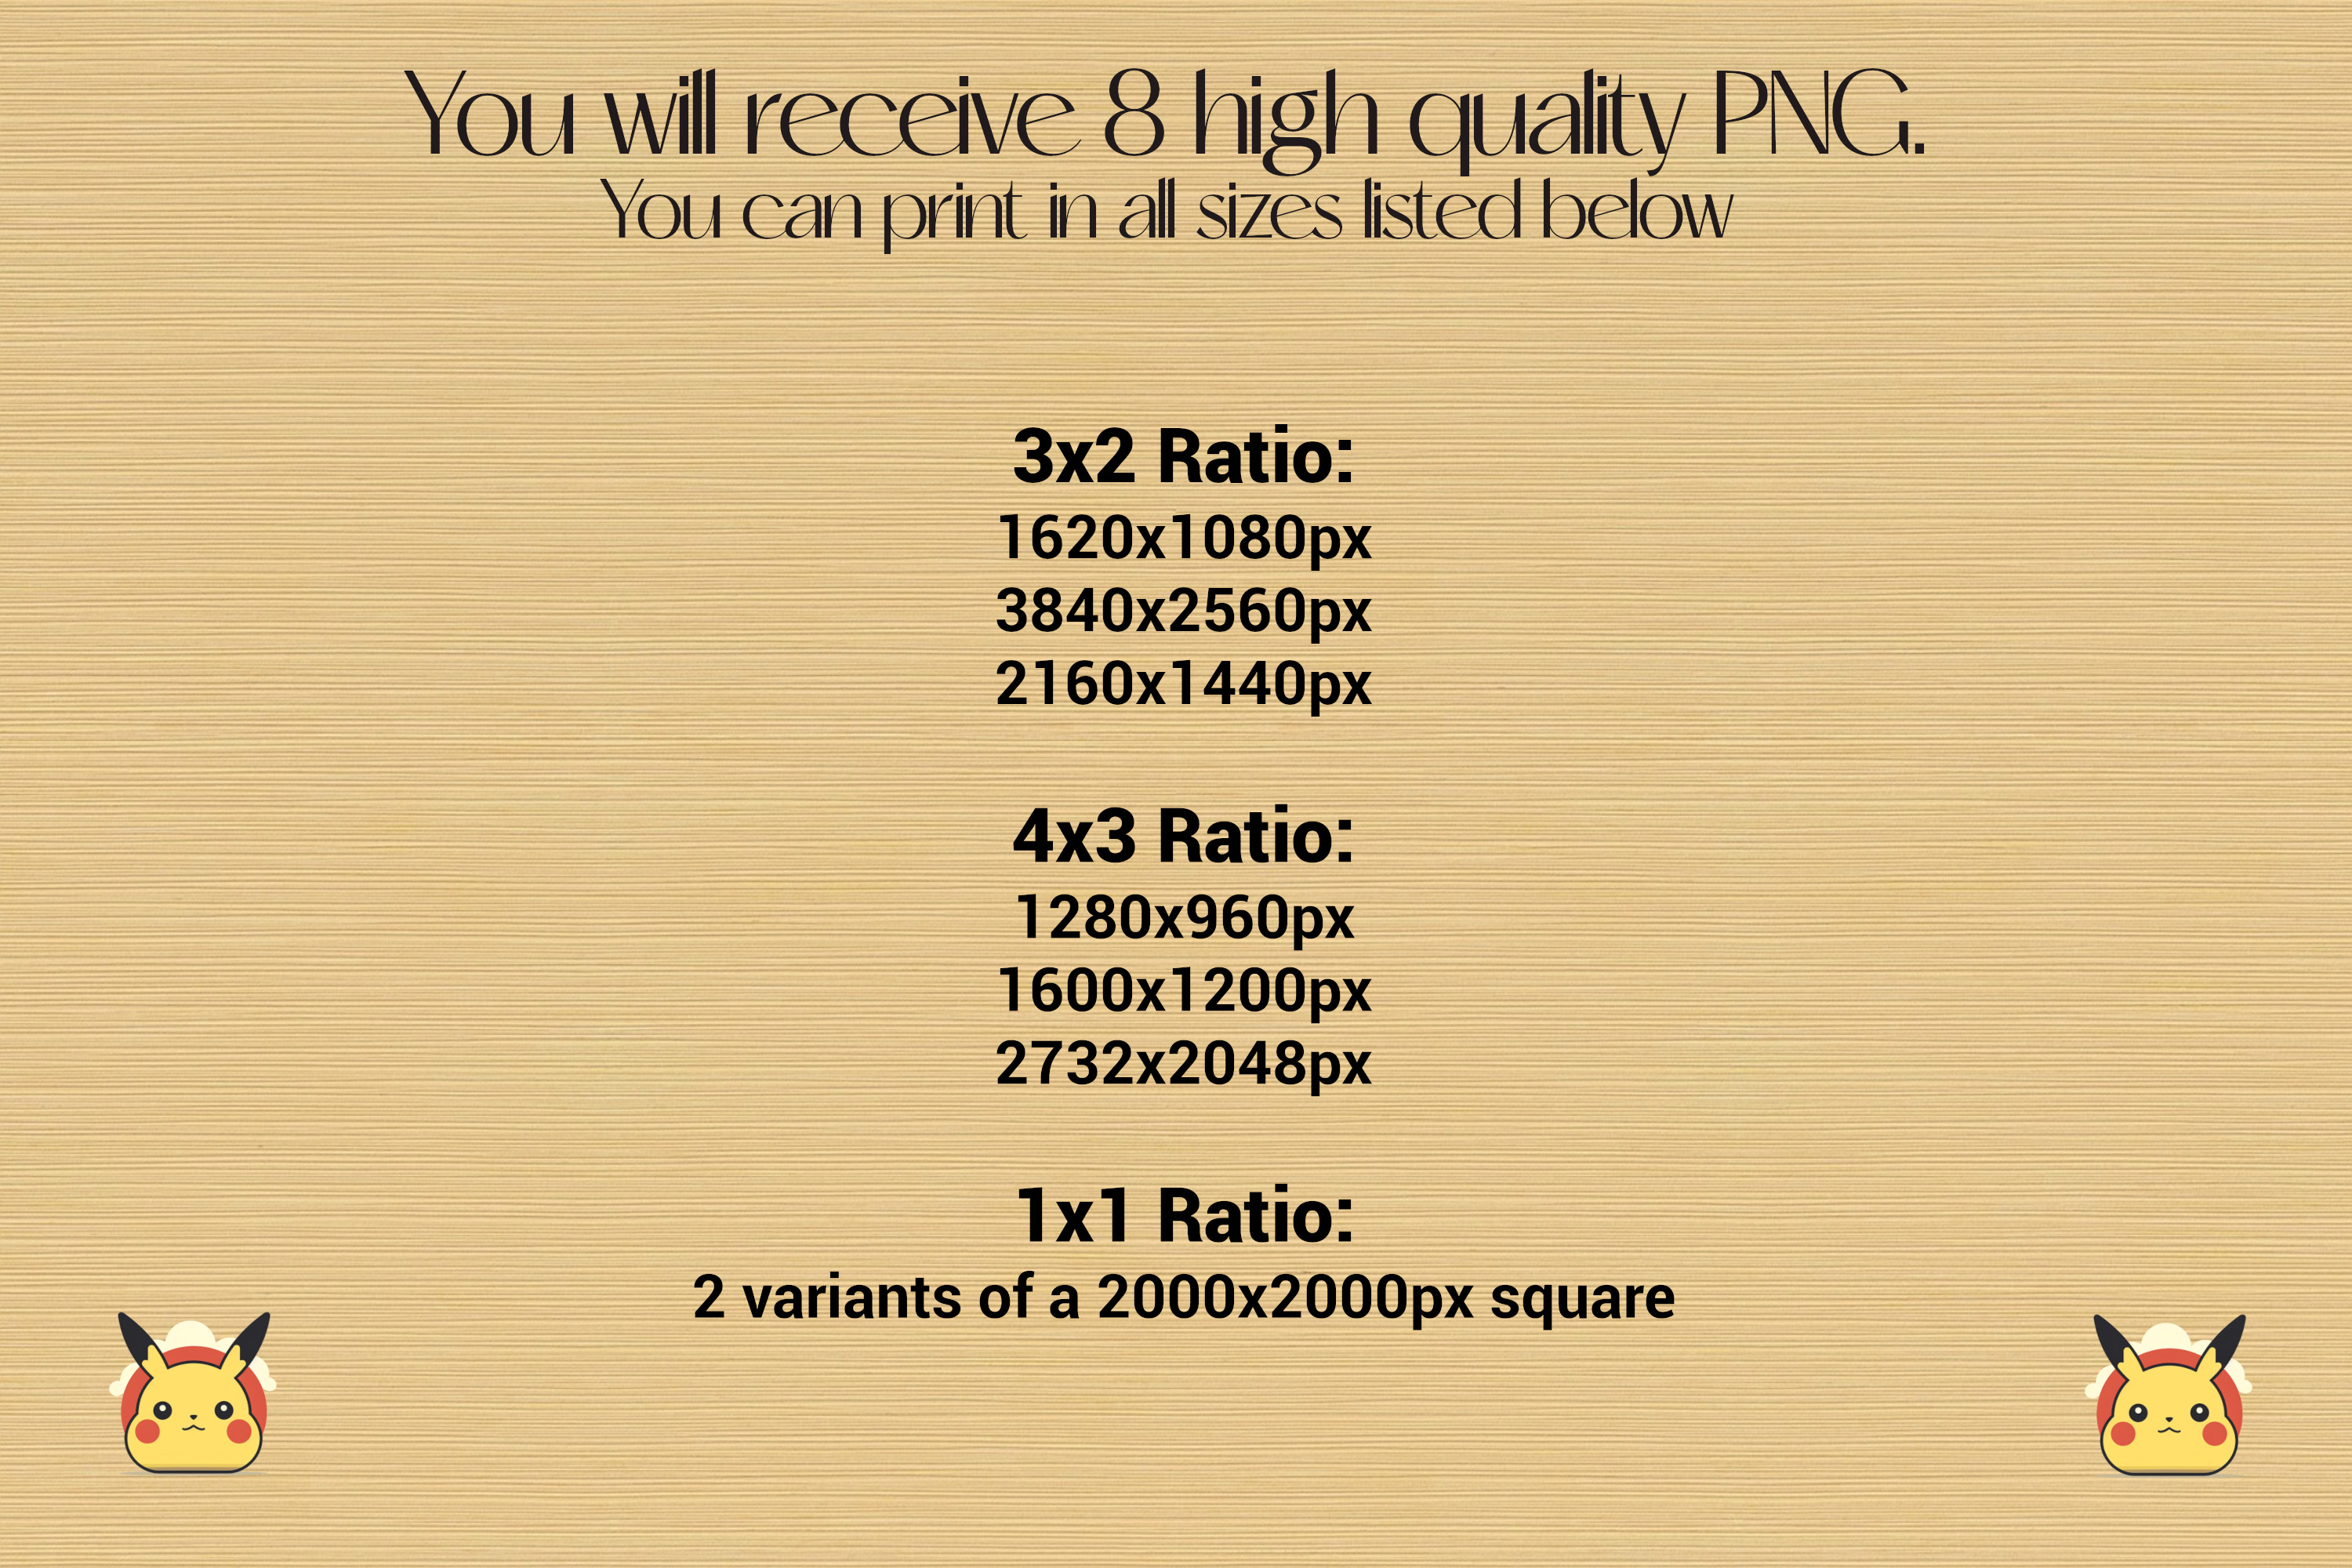 You will receive 8 high quality PNG.
You can print in all sizes listed below
3x2 Ratio:
1620x1080px
3840x2560px
2160x1440px
4x3 Ratio:
1280x960px
1600x1200px
2732x2048px
1x1 Ratio:
2 variants of a 2000x2000px square